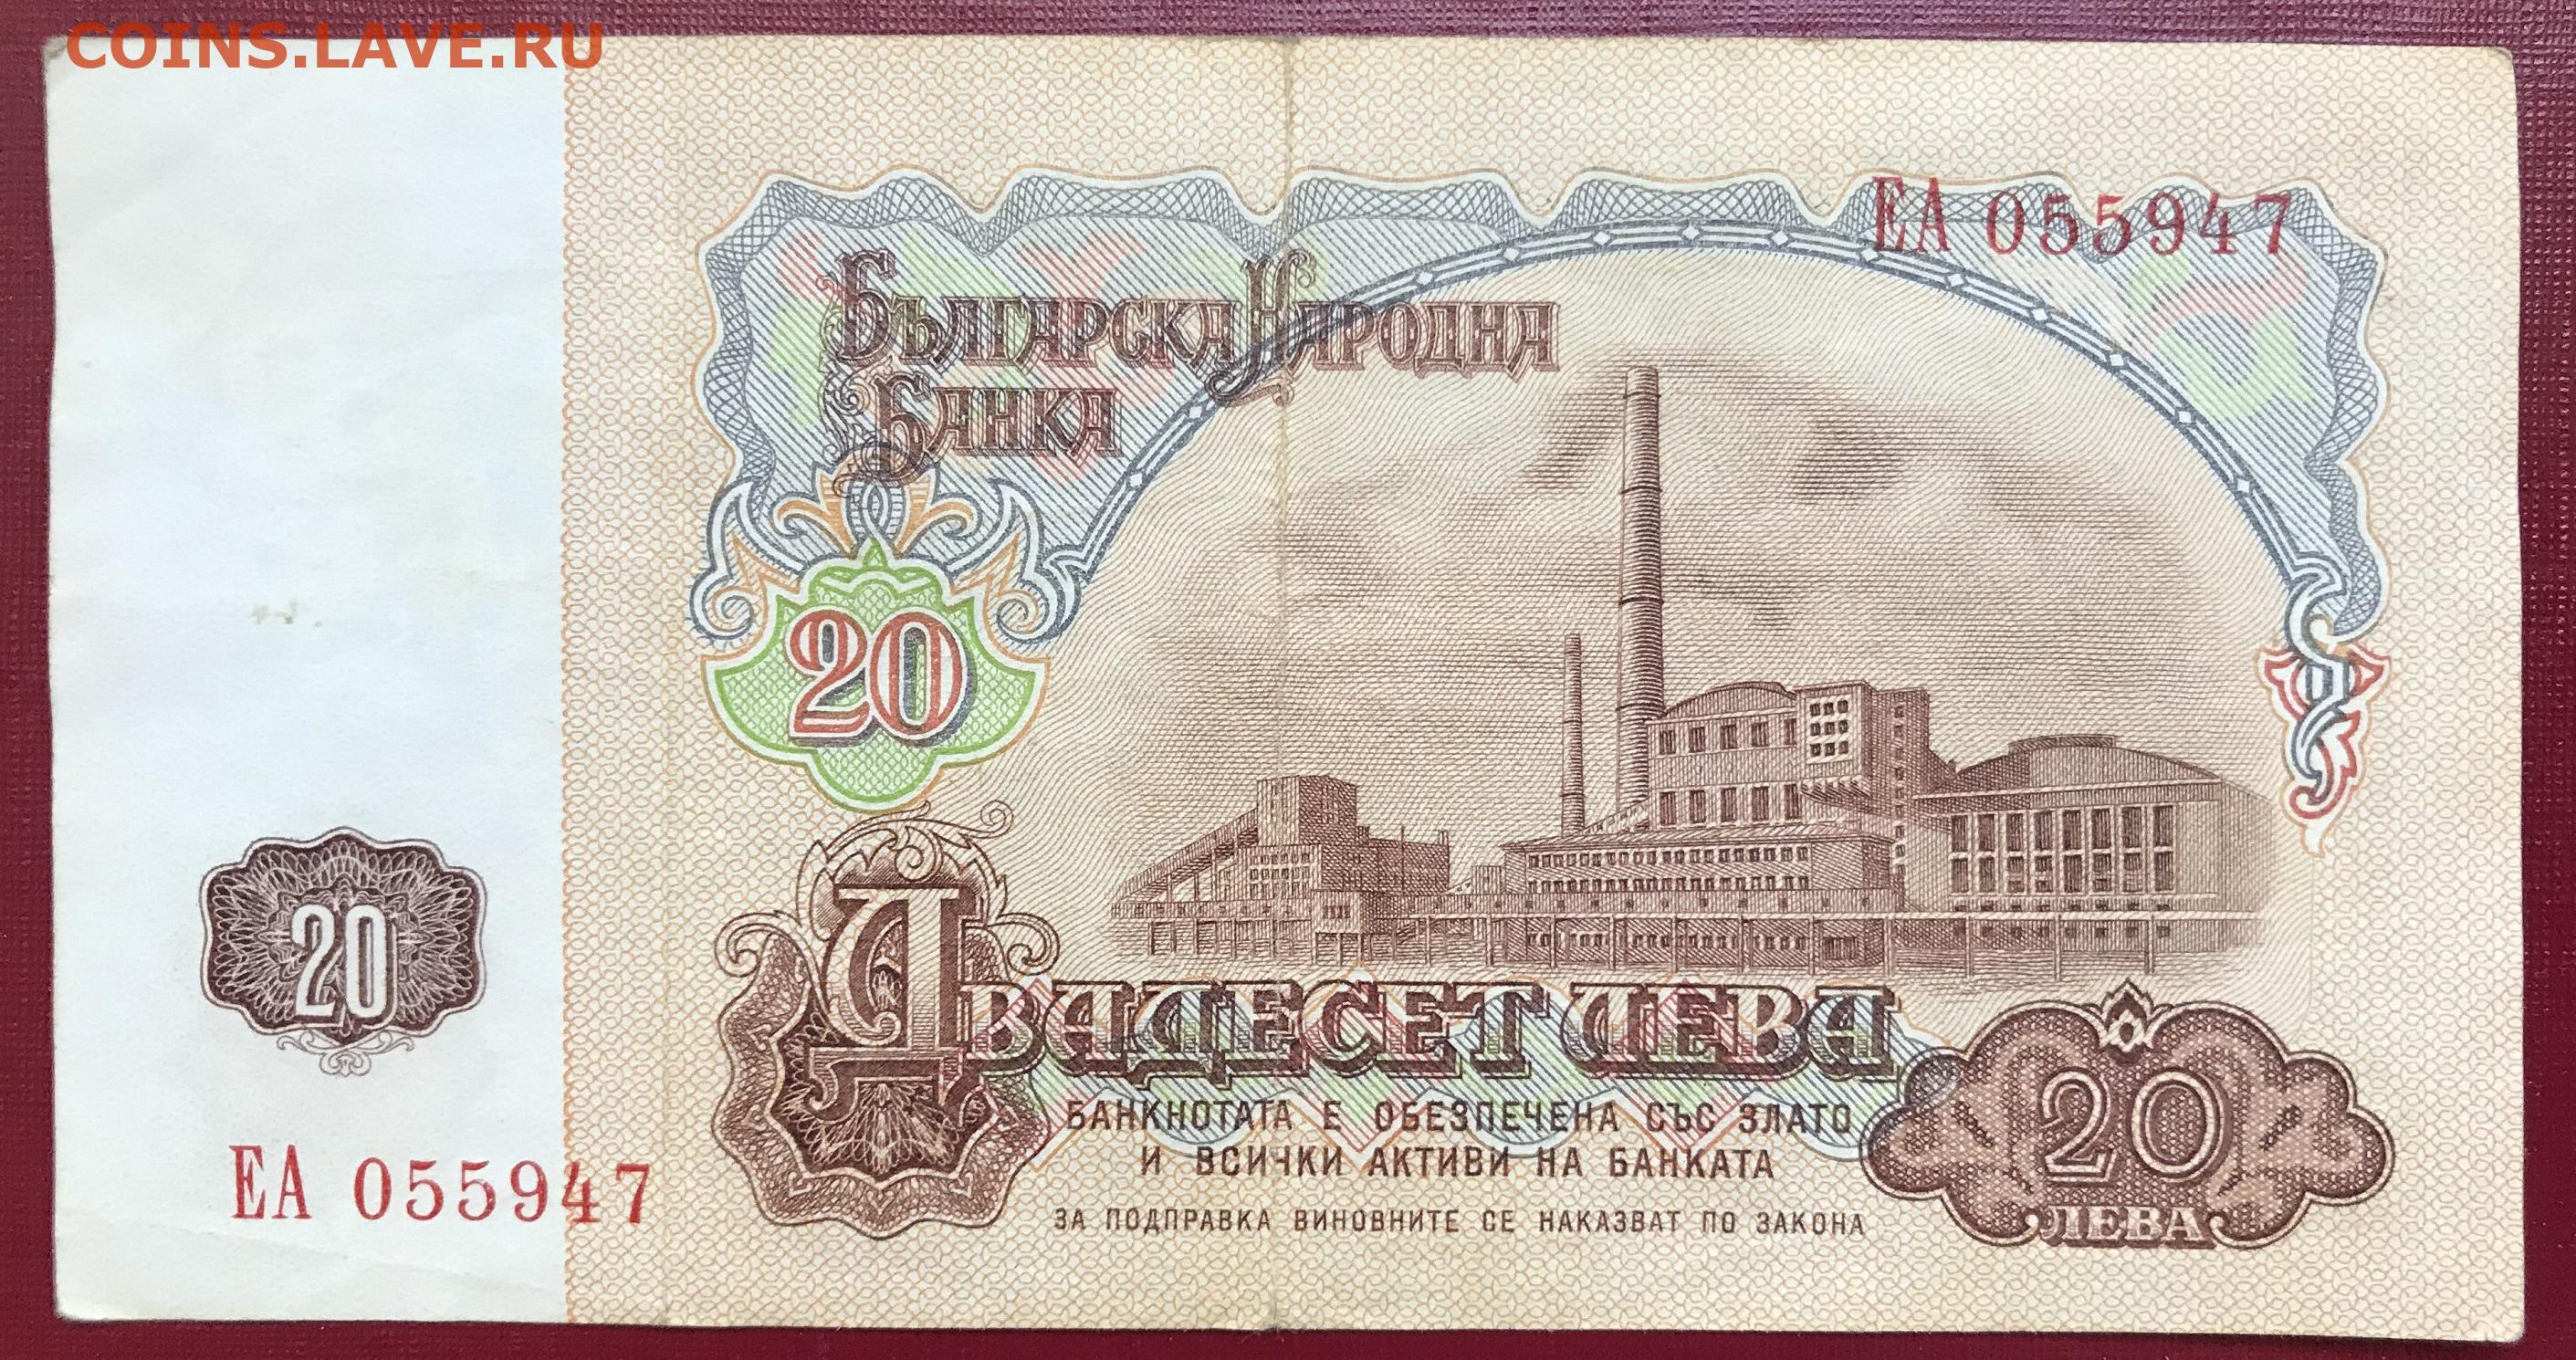 COINS.LAVE.RU
ЕА 055947
Българска Народна
Банка
20
20
Двадесет лева
БАНКНОТАТА Е ОБЕЗПЕЧЕНА СЪС ЗЛАТО
И ВСИЧКИ АКТИВИ НА БАНКАТА
20
ЛЕВА
ЕА 055947
ЗА ПОДПРАВКА ВИНОВНИТЕ СЕ НАКАЗВАТ ПО ЗАКОНА